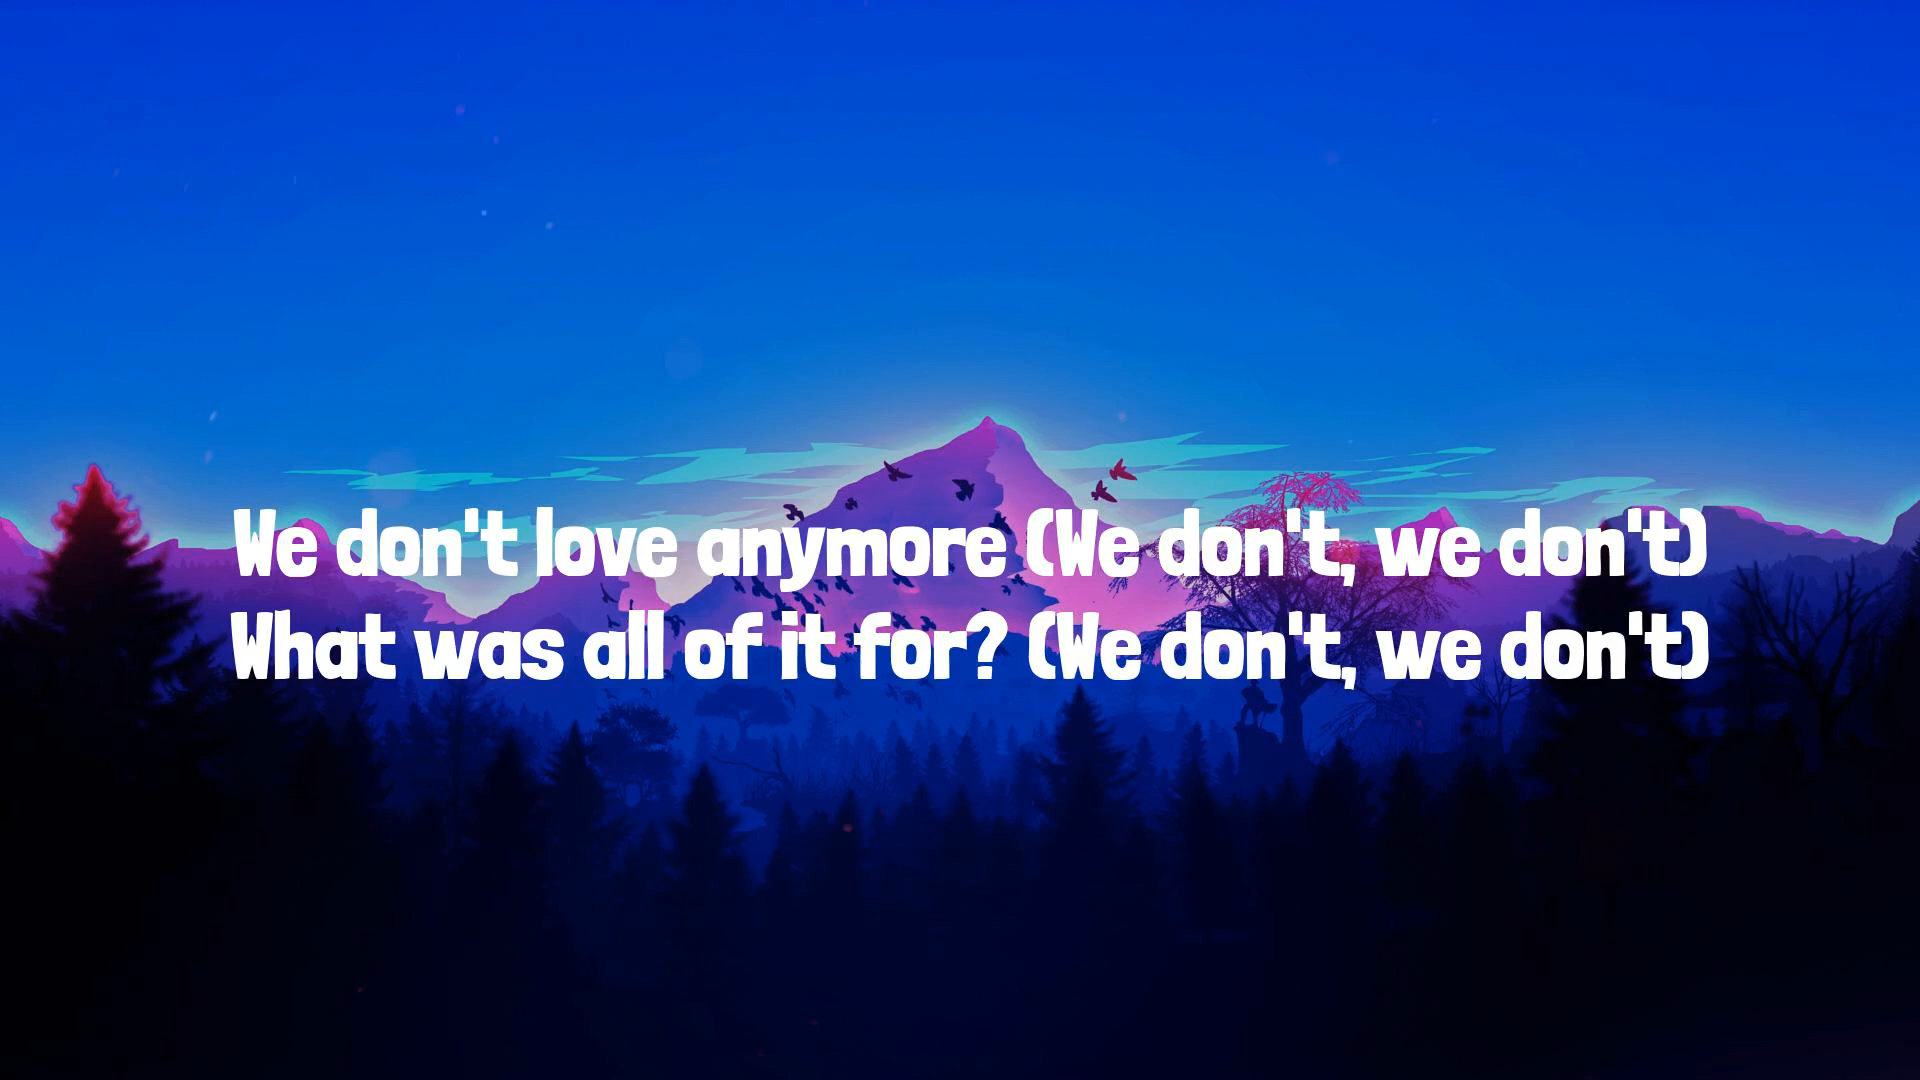 We don't love anymore (We don't, we don't)
What was all of it for? (We don't, we don't)